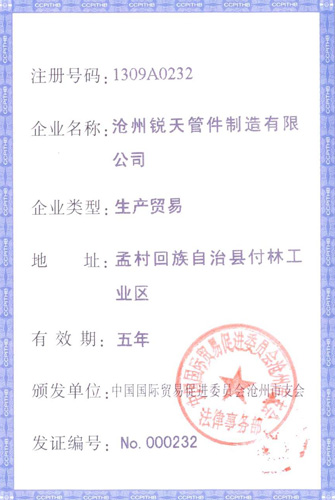 注册号码：1309A0232
企业名称：沧州锐天管件制造有限
公司
企业类型：生产贸易
地 址：孟村回族自治县付林工
业区
有 效 期：五年
颁发单位：中国国际贸易促进委员会沧州市支会
发证编号：No. 000232
中国国际贸易促进委员会沧州市支会
法律事务部